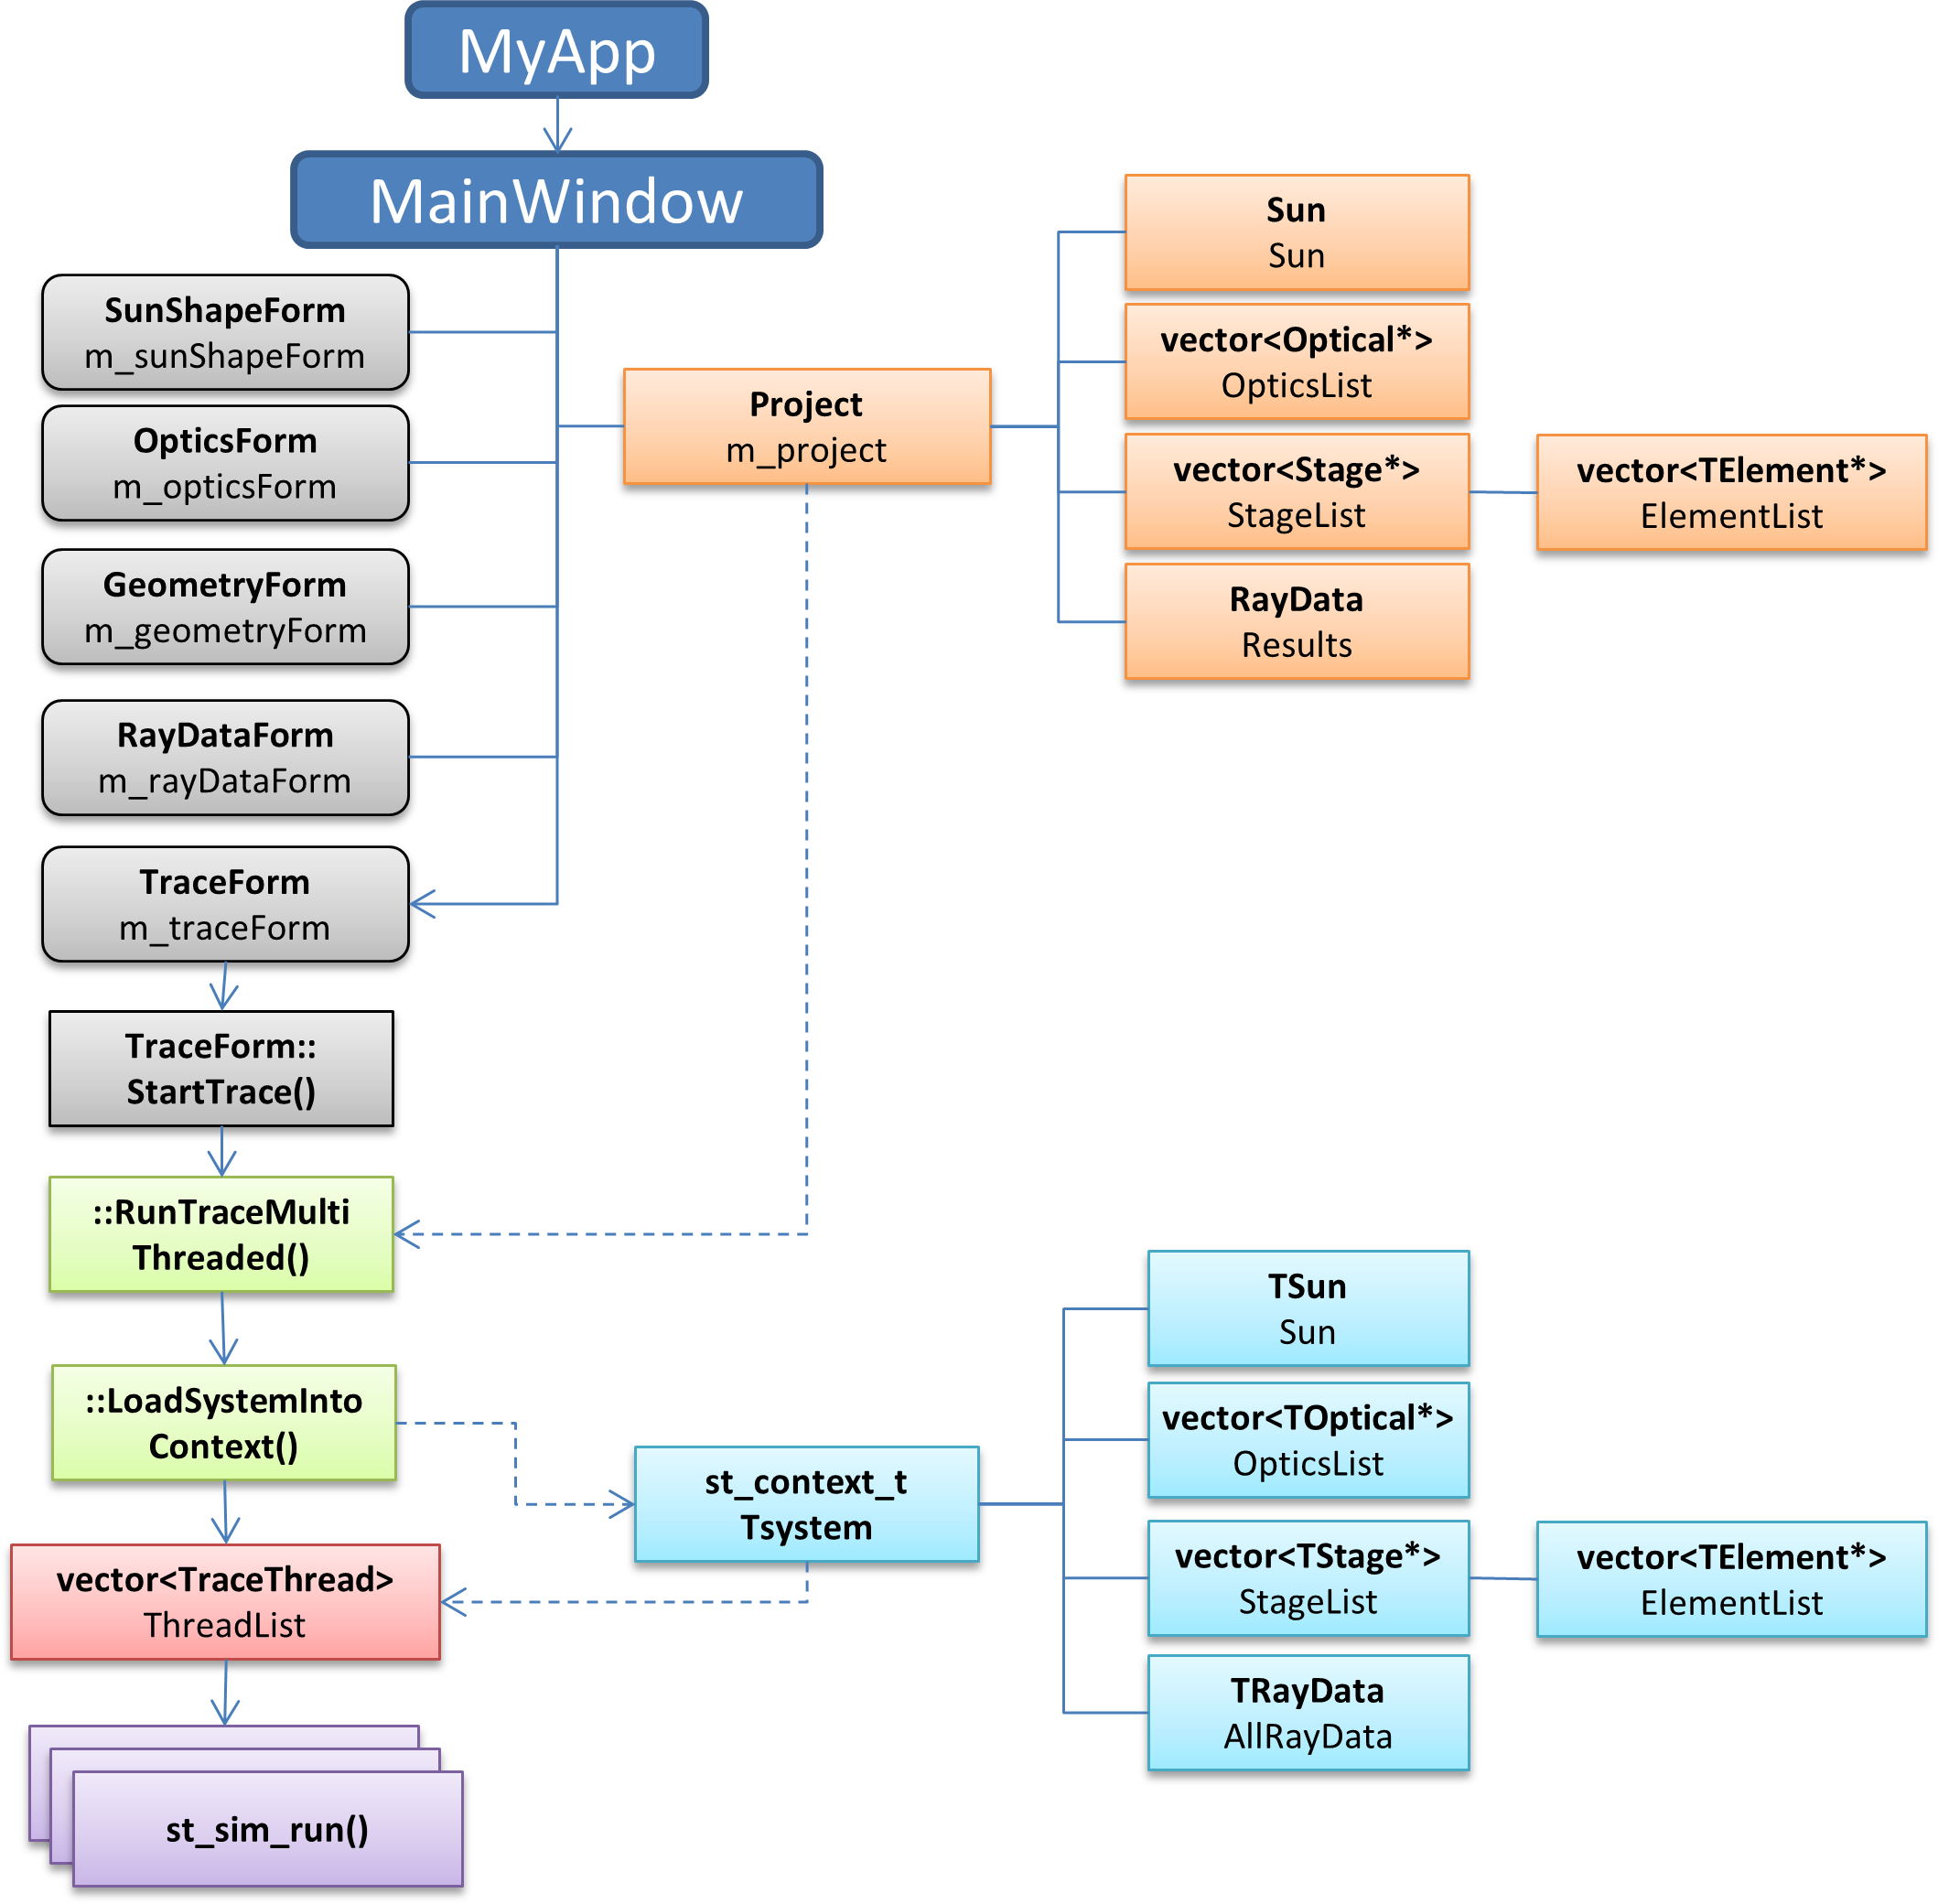 MyApp
MainWindow
SunShapeForm
m_sunShapeForm
OpticsForm
m_opticsForm
GeometryForm
m_geometryForm
RayDataForm
m_rayDataForm
TraceForm
m_traceForm
TraceForm::
StartTrace()
::RunTraceMulti
Threaded()
::LoadSystemInto
Context()
vector<TraceThread>
ThreadList
st_sim_run()
Project
m_project
Sun
Sun
vector<Optical*>
OpticsList
vector<Stage*>
StageList
vector<TElement*>
ElementList
RayData
Results
st_context_t
Tsystem
TSun
Sun
vector<TOptical*>
OpticsList
vector<TStage*>
StageList
vector<TElement*>
ElementList
TRayData
AllRayData